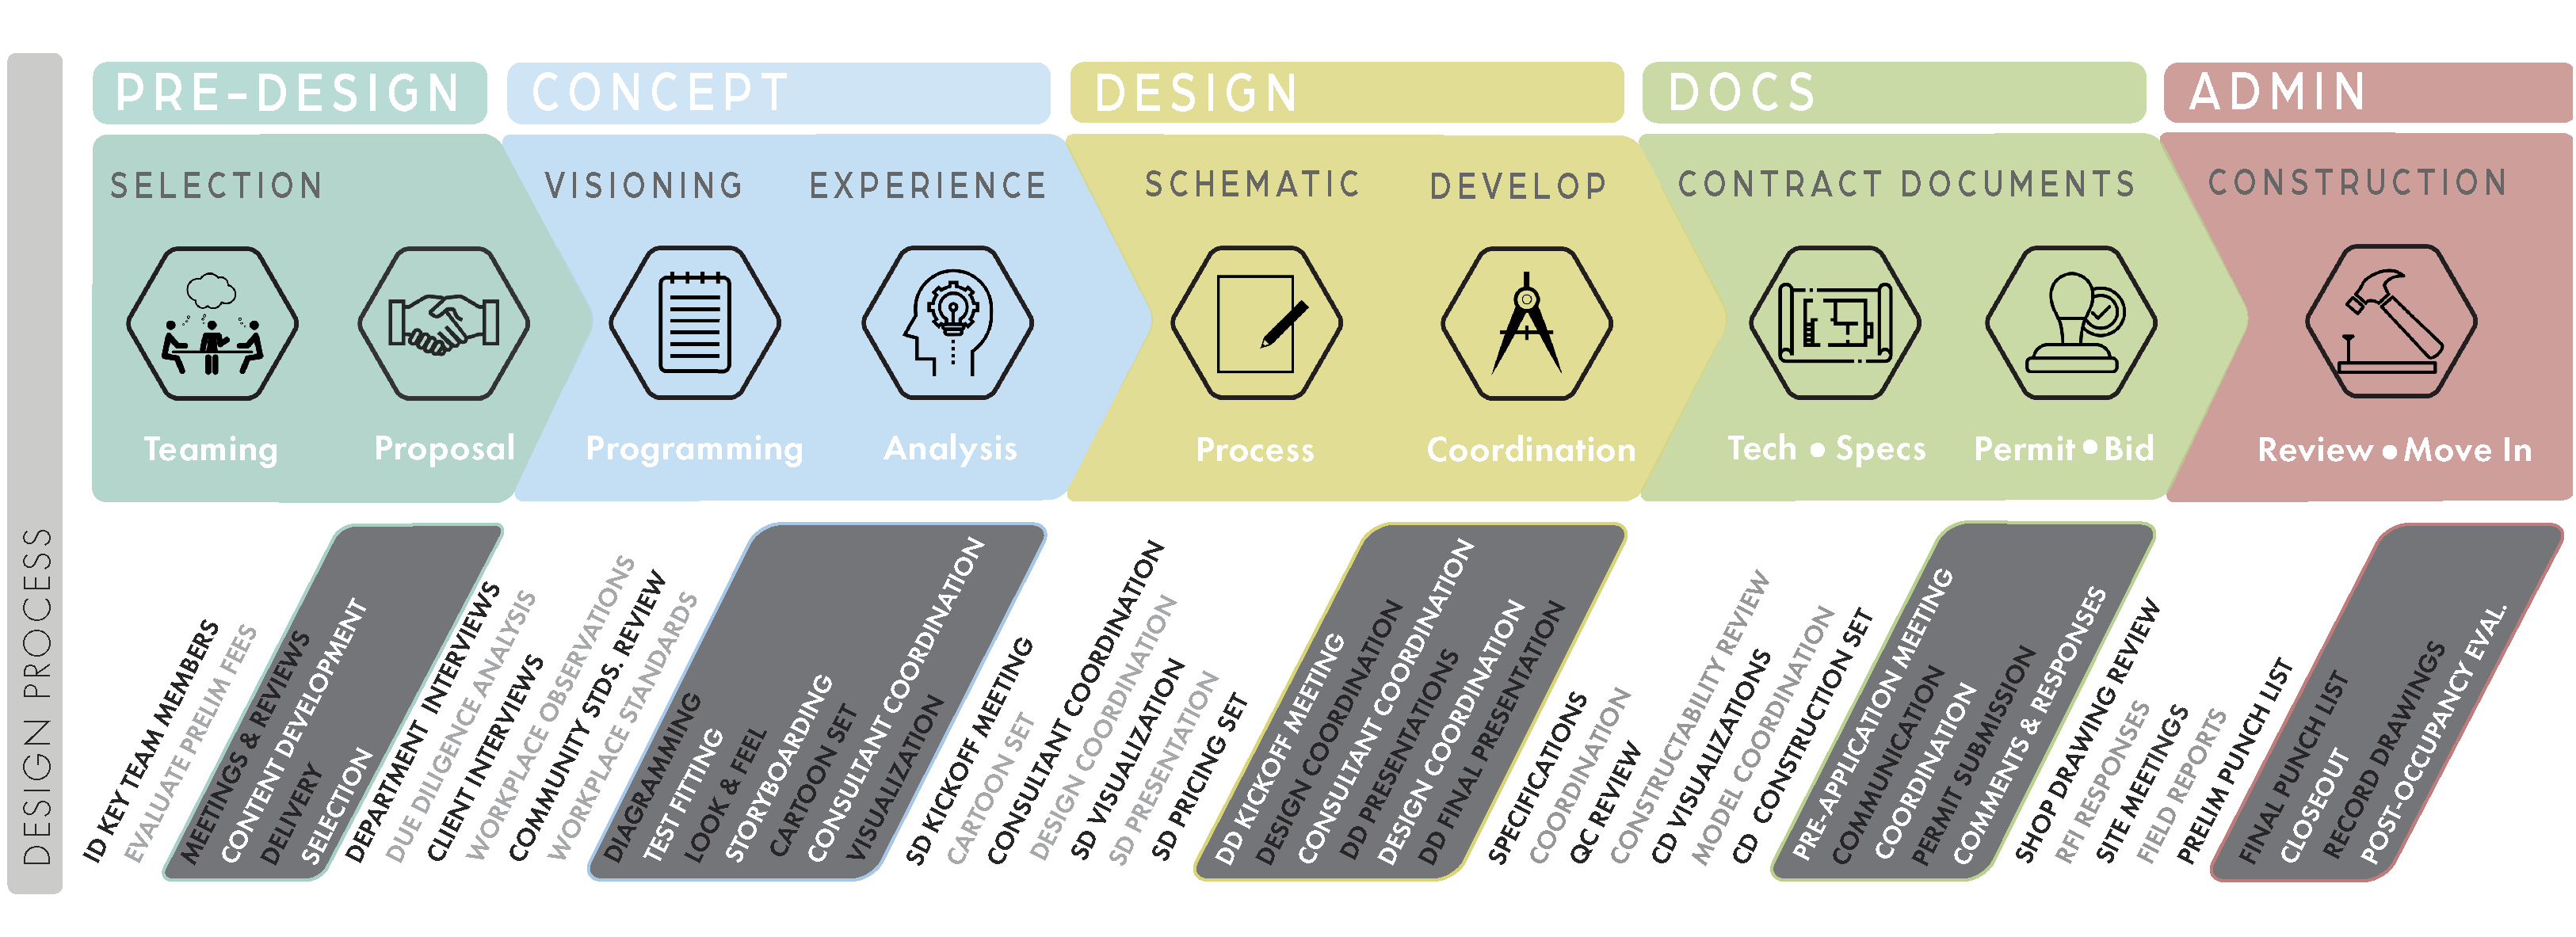 DESIGN PROCESS
PRE-DESIGN
CONCEPT
DESIGN
DOCS
ADMIN
SELECTION
VISIONING
EXPERIENCE
SCHEMATIC
DEVELOP
CONTRACT DOCUMENTS
CONSTRUCTION
Teaming
Proposal
Programming
Analysis
Process
Coordination
Tech • Specs
Permit • Bid
Review • Move In
ID KEY TEAM MEMBERS
EVALUATE PRELIM FEES
MEETINGS & REVIEWS
CONTENT DEVELOPMENT
DELIVERY
SELECTION
DEPARTMENT INTERVIEWS
DUE DILIGENCE ANALYSIS
CLIENT INTERVIEWS
WORKPLACE OBSERVATIONS
COMMUNITY STDS. REVIEW
WORKPLACE STANDARDS
DIAGRAMMING
TEST FITTING
LOOK & FEEL
STORYBOARDING
CARTOON SET
CONSULTANT COORDINATION
VISUALIZATION
SD KICKOFF MEETING
CARTOON SET
CONSULTANT COORDINATION
DESIGN COORDINATION
SD VISUALIZATION
SD PRESENTATION
SD PRICING SET
DD KICKOFF MEETING
DESIGN COORDINATION
CONSULTANT COORDINATION
DD PRESENTATIONS
DESIGN COORDINATION
DD FINAL PRESENTATION
SPECIFICATIONS
COORDINATION
QC REVIEW
CONSTRUCTABILITY REVIEW
CD VISUALIZATIONS
MODEL COORDINATION
CD CONSTRUCTION SET
PRE-APPLICATION MEETING
COMMUNICATION
COORDINATION
PERMIT SUBMISSION
COMMENTS & RESPONSES
SHOP DRAWING REVIEW
RFI RESPONSES
SITE MEETINGS
FIELD REPORTS
PRELIM PUNCH LIST
FINAL PUNCH LIST
CLOSEOUT
RECORD DRAWINGS
POST-OCCUPANCY EVAL.